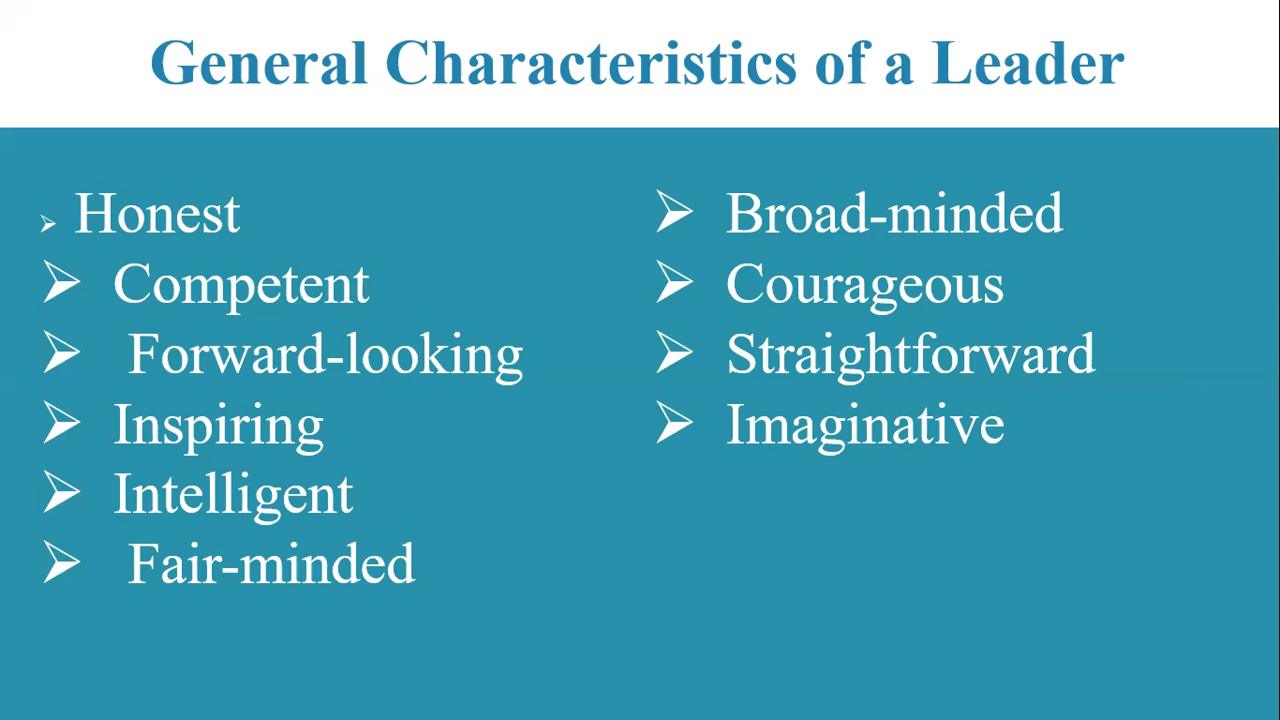 General Characteristics of a Leader
➢ Honest
➢ Competent
➢ Forward-looking
➢ Inspiring
➢ Intelligent
➢ Fair-minded
➢ Broad-minded
➢ Courageous
➢ Straightforward
➢ Imaginative